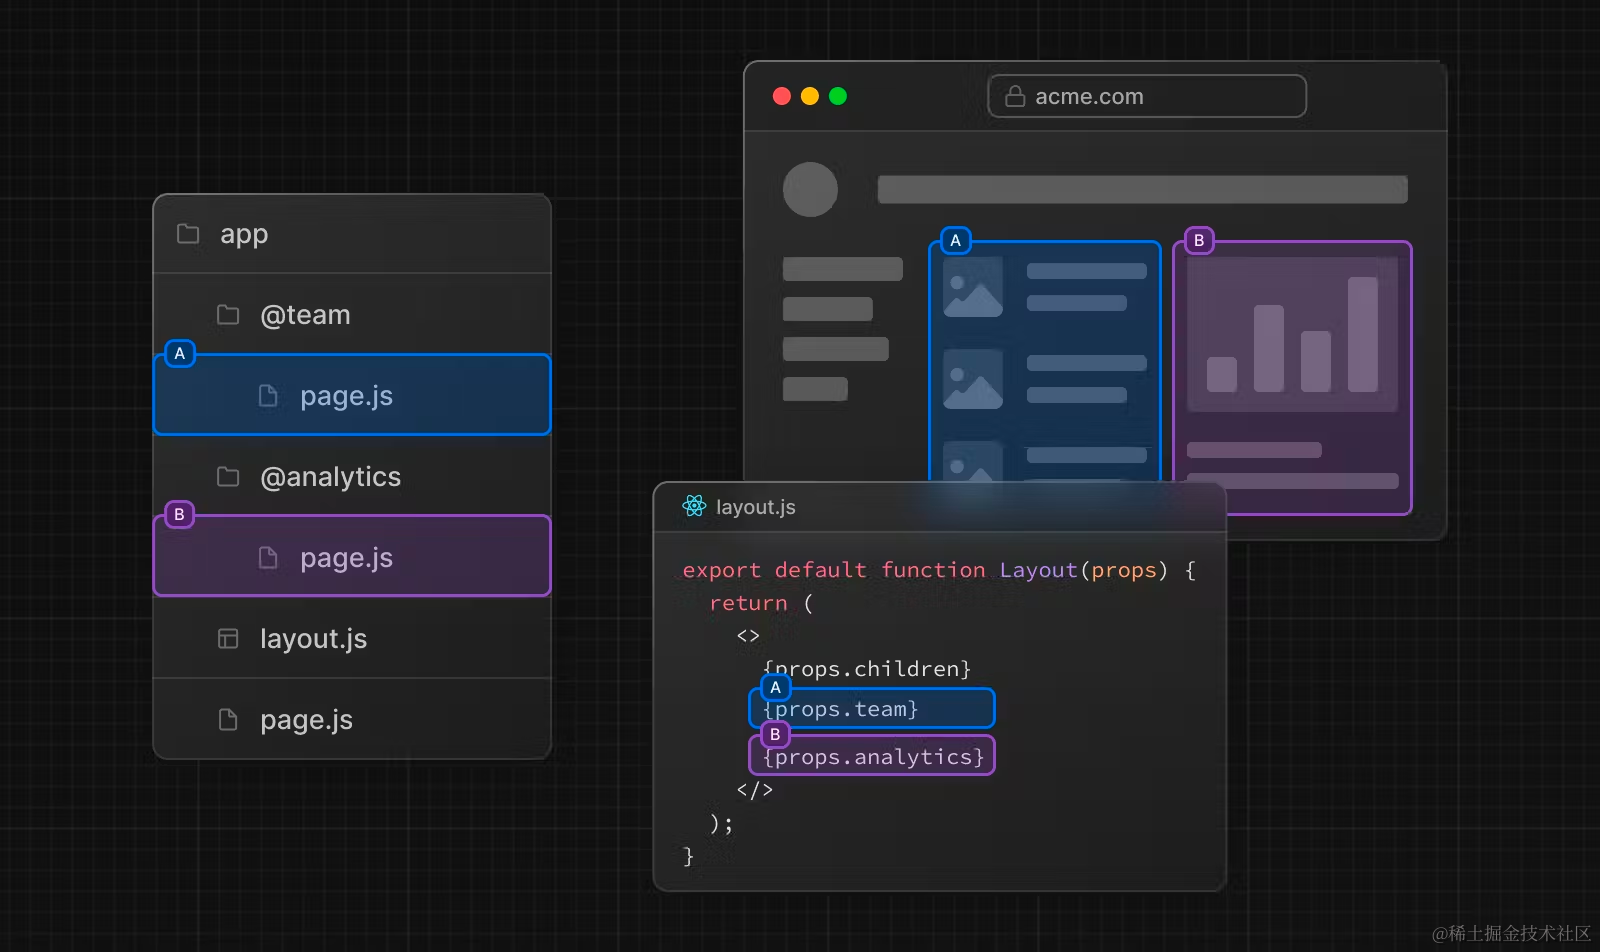 app
@team
A
page.js
@analytics
B
page.js
layout.js
page.js
acme.com
A
B
layout.js
export default function Layout(props) {
return (
<>
{props.children}
A
{props.team}
B
{props.analytics}
</>
);
}
@稀土掘金技术社区